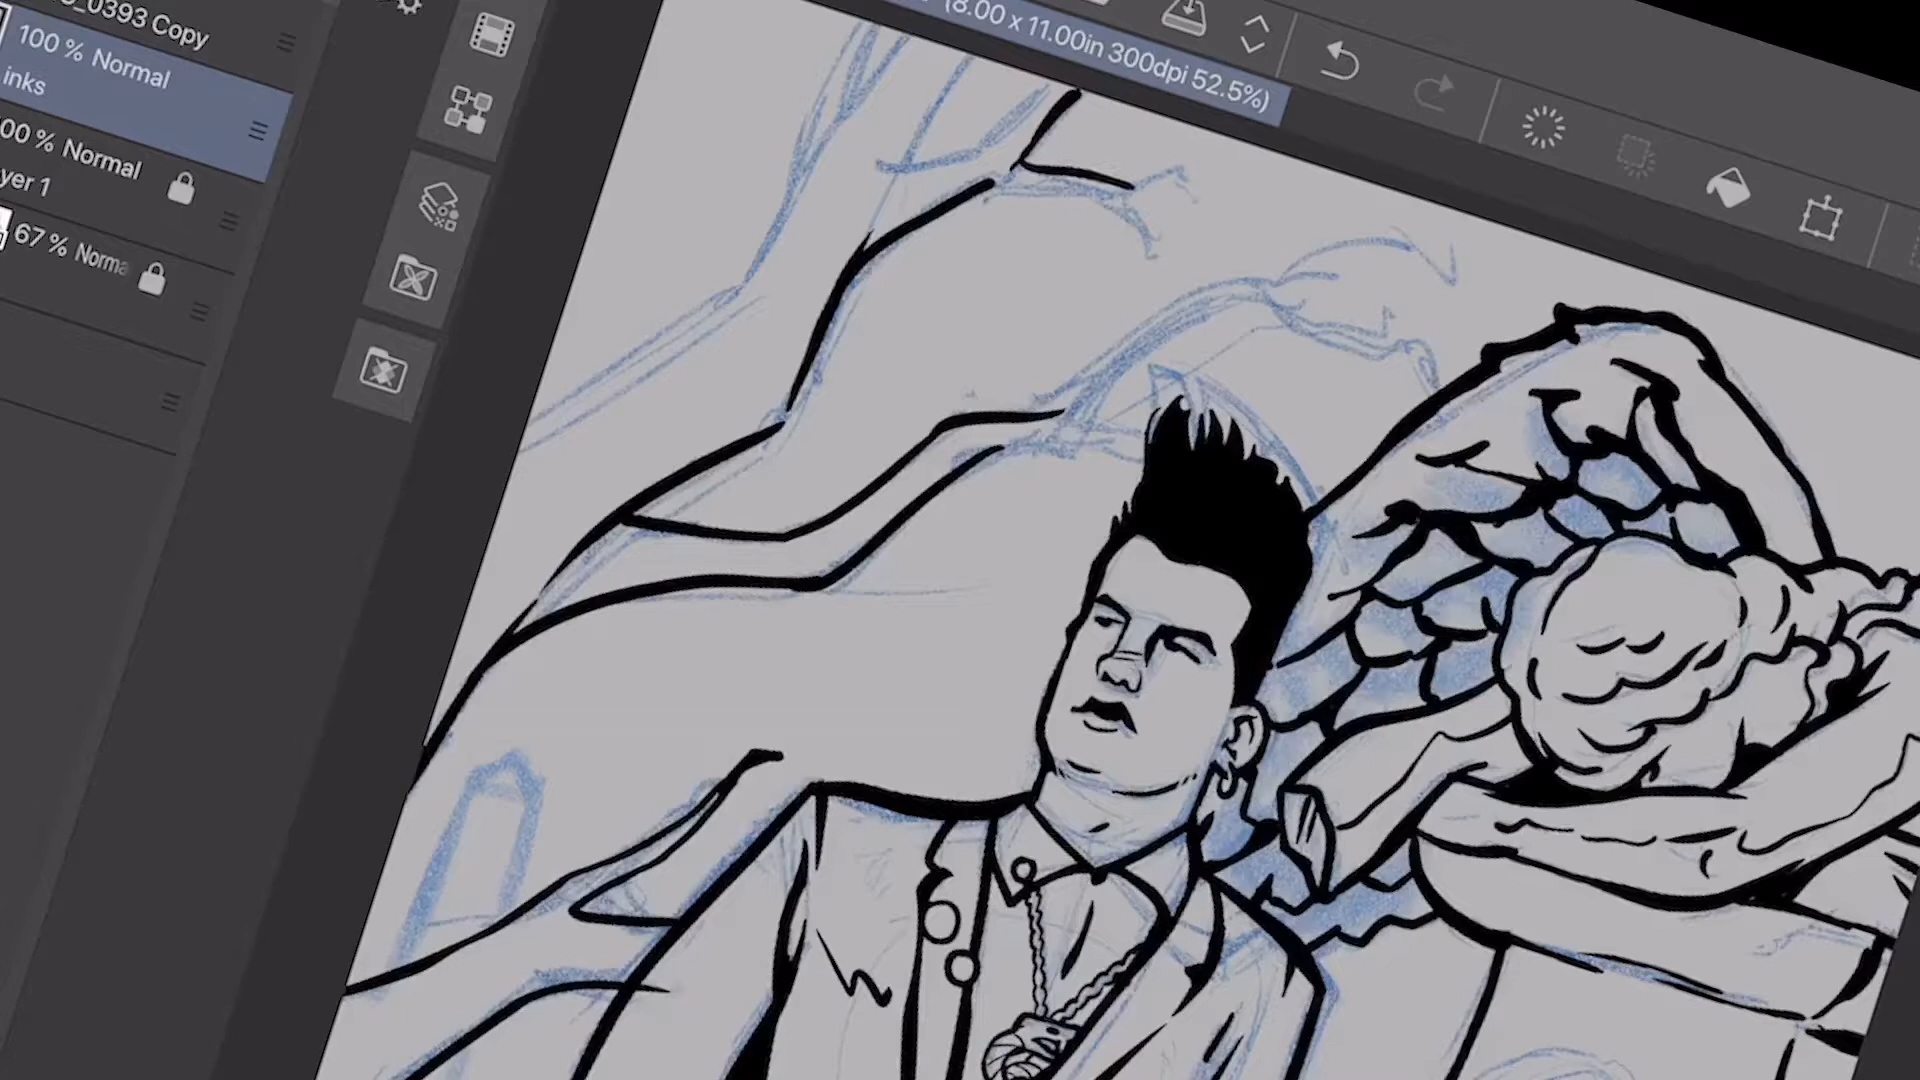 _0393 Copy
100 % Normal
inks
00 % Normal
yer 1
67 % Norma
(8.00 x 11.00in 300dpi 52.5%)